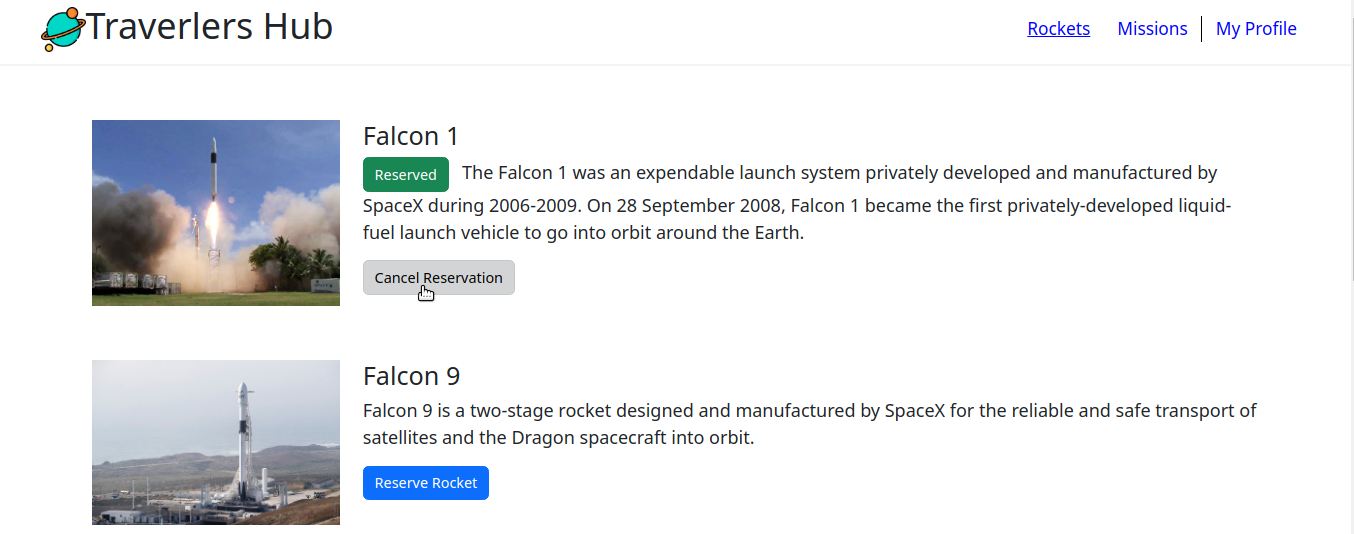 Traverlers Hub
Rockets Missions My Profile
Falcon 1
Reserved The Falcon 1 was an expendable launch system privately developed and manufactured by
SpaceX during 2006-2009. On 28 September 2008, Falcon 1 became the first privately-developed liquid-
fuel launch vehicle to go into orbit around the Earth.
Cancel Reservation
Falcon 9
Falcon 9 is a two-stage rocket designed and manufactured by SpaceX for the reliable and safe transport of
satellites and the Dragon spacecraft into orbit.
Reserve Rocket